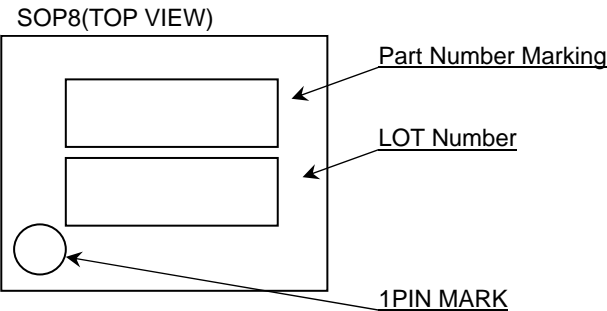 SOP8(TOP VIEW)
Part Number Marking
LOT Number
1PIN MARK